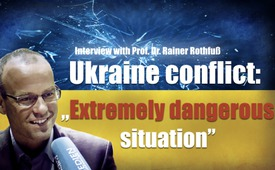 Interview with Prof. Dr. Rainer Rothfuß
Ukraine conflict:
„Extremely dangerous
situation”